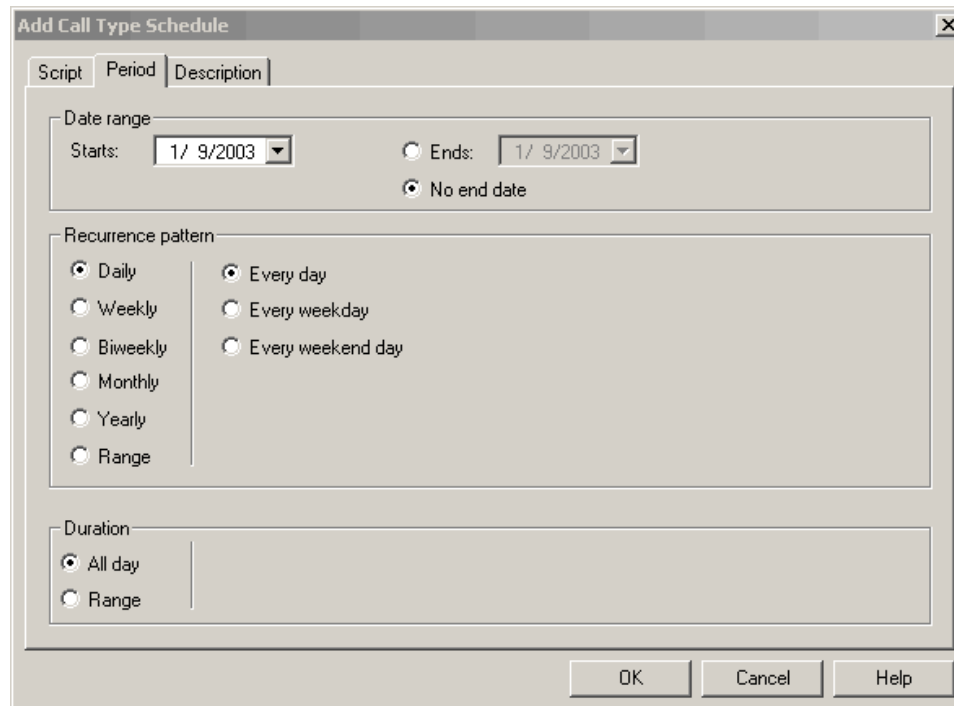 Add Call Type Schedule
Script Period Description
Date range
Starts: 1/ 9/2003 Ends: 1/ 9/2003
No end date
Recurrence pattern
Daily Every day
Weekly Every weekday
Biweekly Every weekend day
Monthly
Yearly
Range
Duration
All day
Range
OK Cancel Help